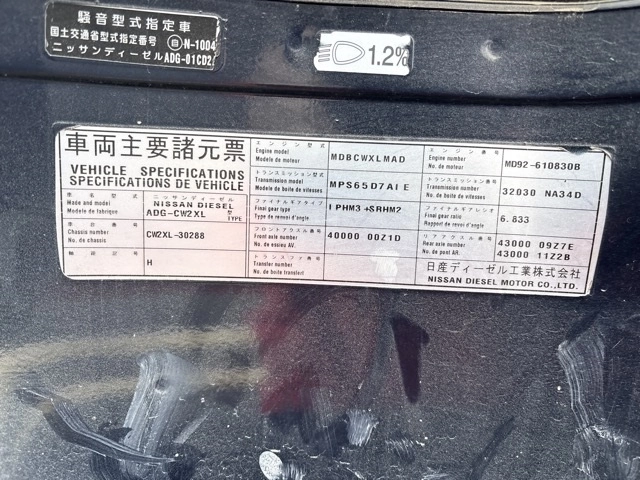 騒音型式指定車
国土交通省型式指定番号 自N-1004
ニッサンディーゼル ADG-01CD2
1.2%
車両主要諸元票
VEHICLE SPECIFICATIONS
SPECIFICATIONS DE VEHICLE
車名 Make and model Modele de fabrique
ニッサンディーゼル
NISSAN DIESEL
ADG-CW2XL 型 TYPE
車台番号 Chassis number No. de chassis CW2XL-30288
H
エンジン型式 Engine model Modele de moteur MDBCWXLMAD
トランスミッション型式 Transmission model Modele de boite de vitesses MPS65D7AIE
ファイナルギアタイプ Final gear type Type de renvoi d'angle I PHM3 +SRHM2
フロントアクスル番号 Front axle number No. de essieu AV. 40000 00Z1D
トランスファ番号 Transfer number No. de boite transfert
エンジン番号 Engine number No. de moteur MD92-610830B
トランスミッション番号 Transmission number Modele de boite de vitesses 32030 NA34D
ファイナルギアレシオ Final gear ratio Rapport de renvoi d'angle 6.833
リヤアクスル番号 Rear axle number No. de pont AR. 43000 09Z7E
43000 11Z2B
日産ディーゼル工業株式会社
NISSAN DIESEL MOTOR CO.,LTD.